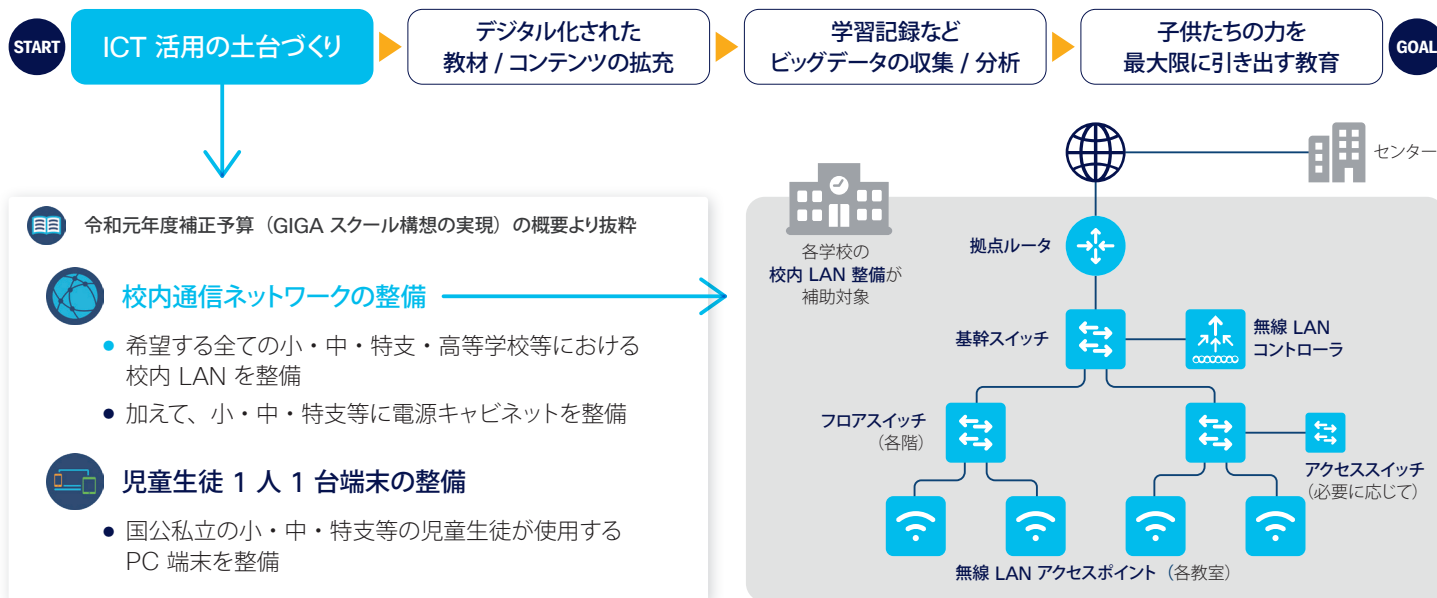 START
ICT 活用の土台づくり
デジタル化された
教材 / コンテンツの拡充
学習記録など
ビッグデータの収集 / 分析
子供たちの力を
最大限に引き出す教育
GOAL
令和元年度補正予算（GIGA スクール構想の実現）の概要より抜粋
校内通信ネットワークの整備
• 希望する全ての小・中・特支・高等学校等における
校内 LAN を整備
• 加えて、小・中・特支等に電源キャビネットを整備
児童生徒 1 人 1 台端末の整備
• 国公私立の小・中・特支等の児童生徒が使用する
PC 端末を整備
センター
各学校の
校内 LAN 整備が
補助対象
拠点ルータ
基幹スイッチ
無線 LAN
コントローラ
フロアスイッチ
（各階）
アクセススイッチ
（必要に応じて）
無線 LAN アクセスポイント（各教室）